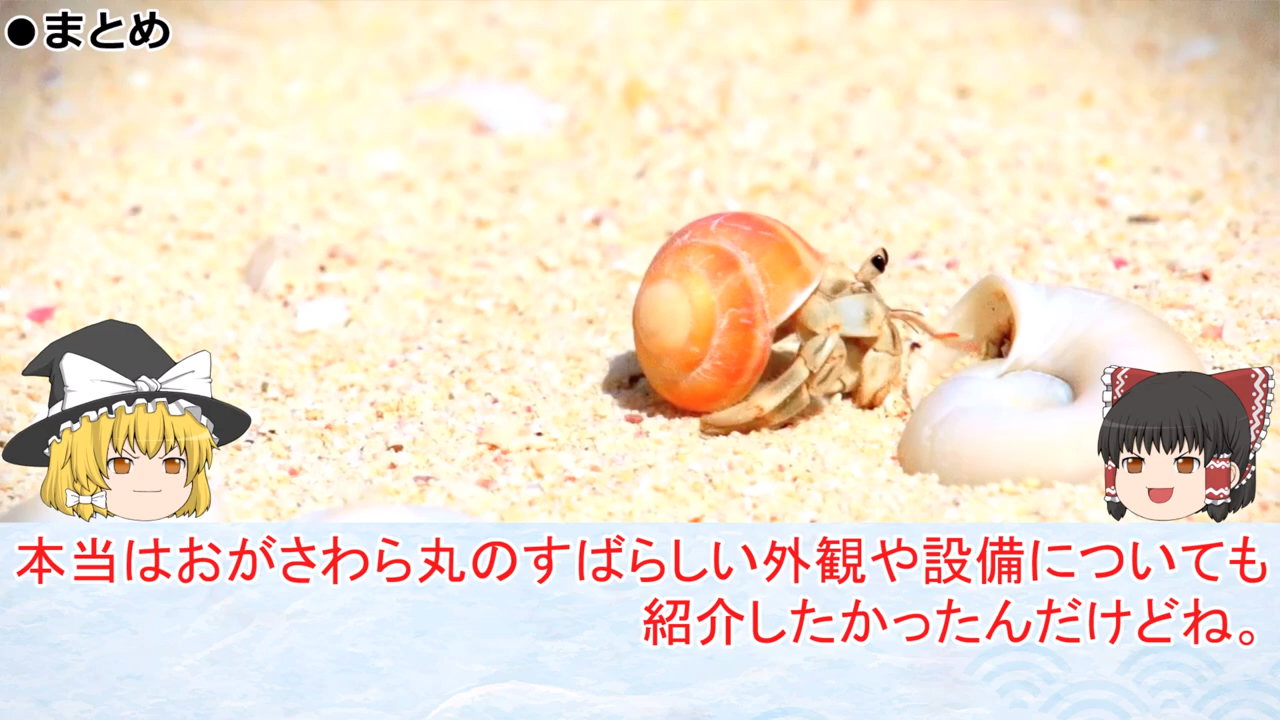 ●まとめ
本当はおがさわら丸のすばらしい外観や設備についても
紹介したかったんだけどね。